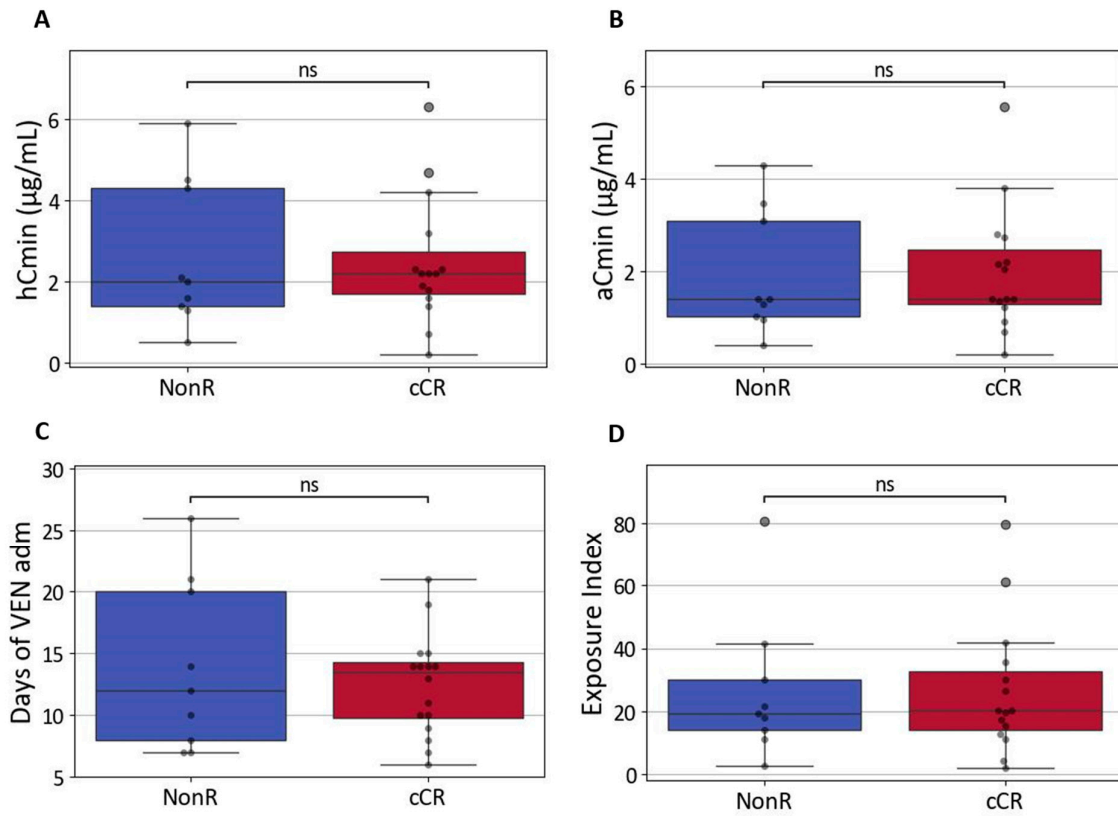 A
ns
hCmin (µg/mL)
6
4
2
0
NonR cCR
B
ns
aCmin (µg/mL)
6
4
2
0
NonR cCR
C
ns
Days of VEN adm
30
25
20
15
10
5
NonR cCR
D
ns
Exposure Index
80
60
40
20
0
NonR cCR